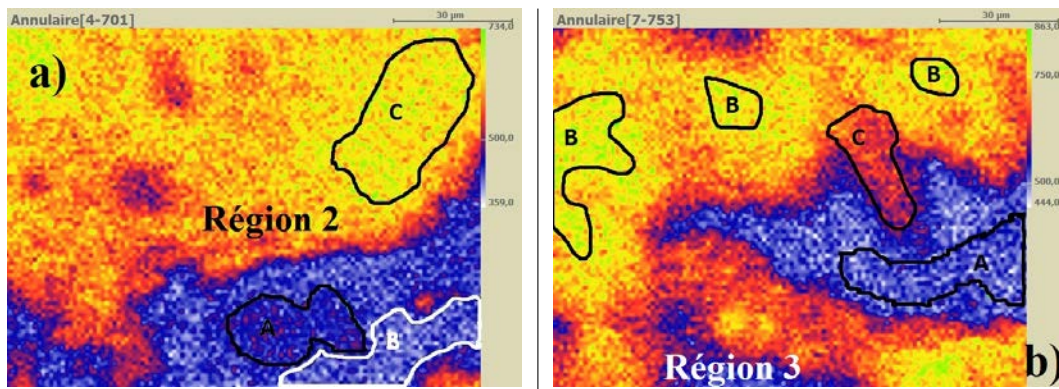 Annulaire[4-701]
30 µm
734,0
a)
C
500,0
359,0
Région 2
A
B
Annulaire[7-753]
30 µm
863,0
750,0
B
B
B
C
500,0
444,0
A
Région 3
b)